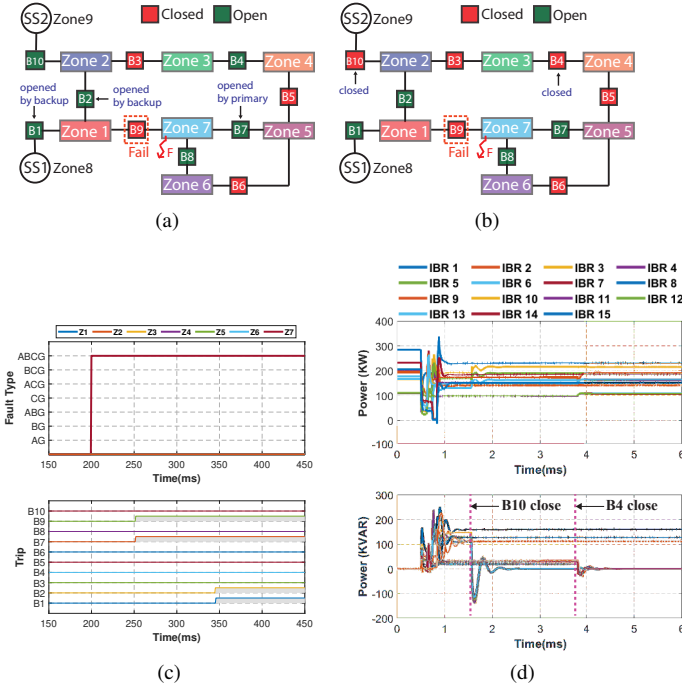 SS2 Zone9 Closed Open
B10 Zone 2 B3 Zone 3 B4 Zone 4
opened by backup B2 opened by backup opened by primary B5
B1 Zone 1 B9 Zone 7 B7 Zone 5
SS1 Zone8 Fail F B8
Zone 6 B6
(a)
SS2 Zone9 Closed Open
B10 Zone 2 B3 Zone 3 B4 Zone 4
closed B2 closed B5
B1 Zone 1 B9 Zone 7 B7 Zone 5
SS1 Zone8 Fail F B8
Zone 6 B6
(b)
Z1 Z2 Z3 Z4 Z5 Z6 Z7
Fault Type
ABCG
BCG
ACG
CG
ABG
BG
AG
150 200 250 300 350 400 450
Time(ms)
Trip
B10
B9
B8
B7
B6
B5
B4
B3
B2
B1
150 200 250 300 350 400 450
Time(ms)
(c)
IBR 1 IBR 2 IBR 3 IBR 4
IBR 5 IBR 6 IBR 7 IBR 8
IBR 9 IBR 10 IBR 11 IBR 12
IBR 13 IBR 14 IBR 15
Power (KW)
400
300
200
100
0
-100
0 1 2 3 4 5 6
Time(ms)
Power (KVAR)
300
200
100
0
-100
-200
B10 close B4 close
0 1 2 3 4 5 6
Time(ms)
(d)